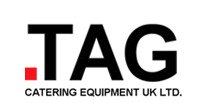 .TAG
CATERING EQUIPMENT UK LTD.